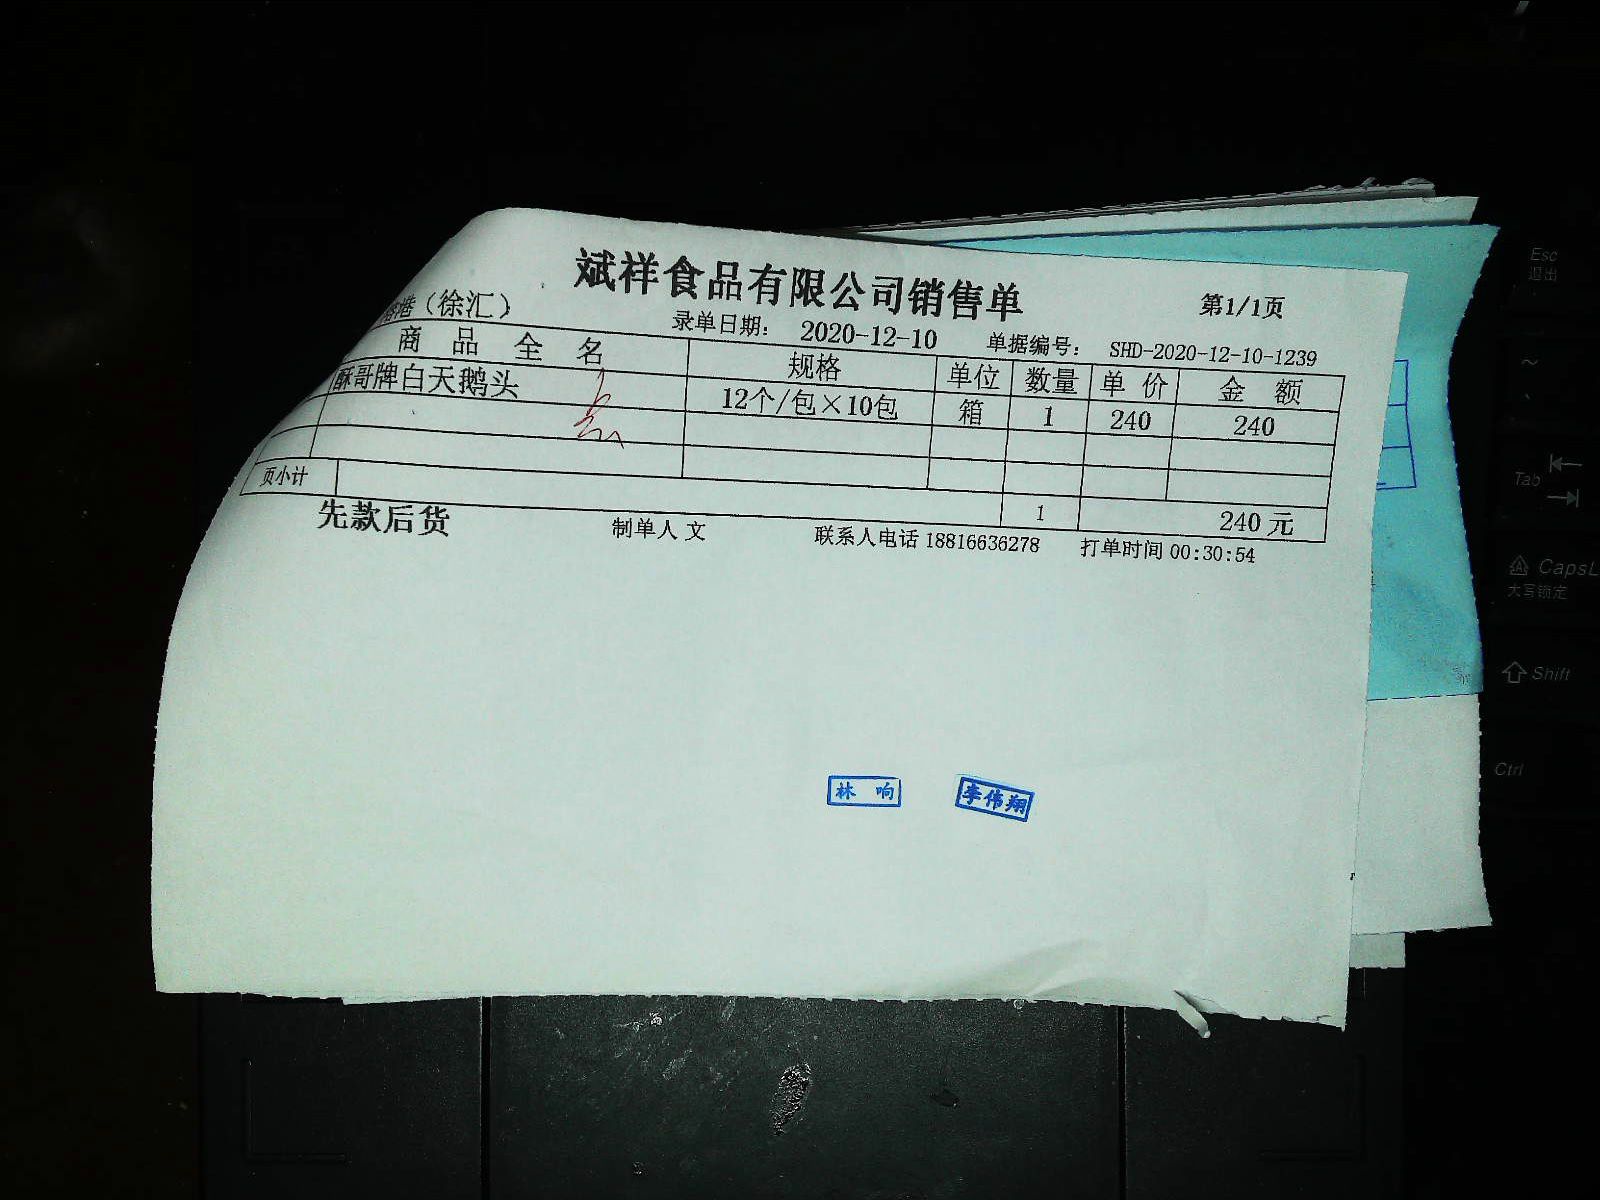 斌祥食品有限公司销售单
第1/1页
港（徐汇）
录单日期： 2020-12-10 单据编号： SHD-2020-12-10-1239
商品全名 规格 单位 数量 单价 金额
酥哥牌白天鹅头 12个/包×10包 箱 1 240 240
页小计 1 240元
先款后货 制单人 文 联系人电话 18816636278 打单时间 00:30:54
林响 李伟翔
Esc
退出
~
Tab
CapsL
大写锁定
Shift
Ctrl